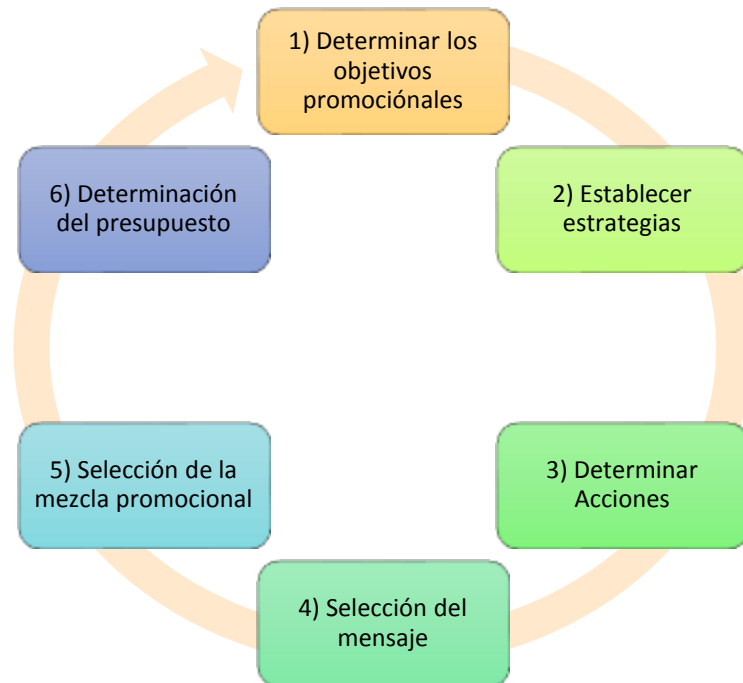 1) Determinar los
objetivos
promociónales
2) Establecer
estrategias
3) Determinar
Acciones
4) Selección del
mensaje
5) Selección de la
mezcla promocional
6) Determinación
del presupuesto